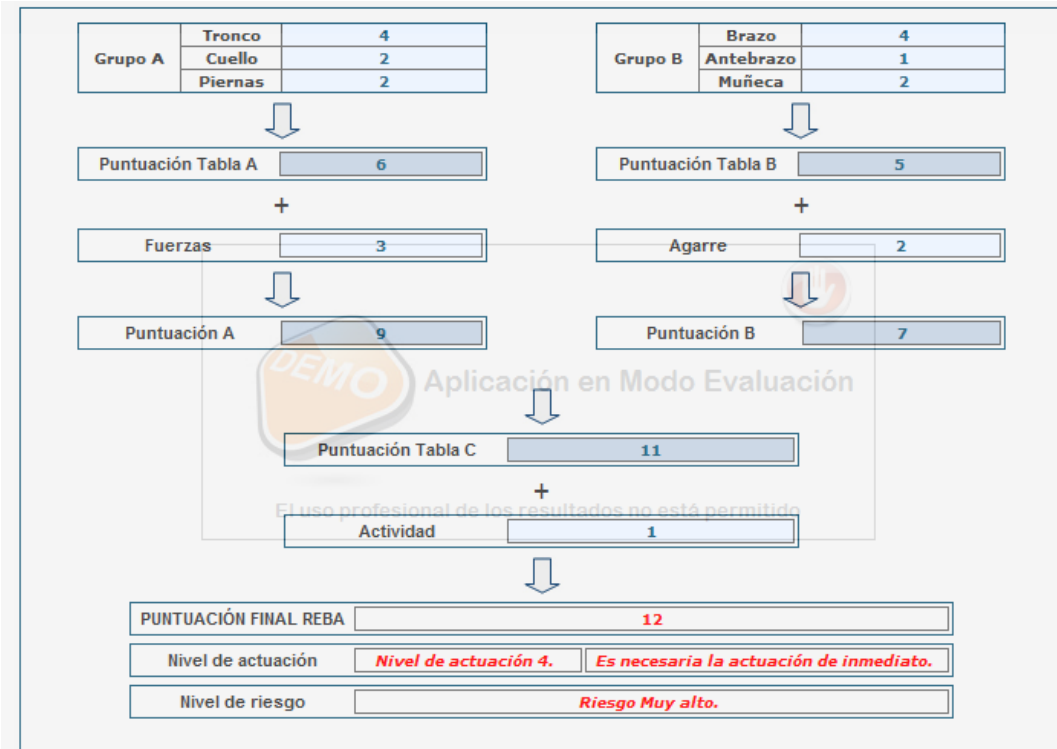 Grupo A
Tronco 4
Cuello 2
Piernas 2
Grupo B
Brazo 4
Antebrazo 1
Muñeca 2
Puntuación Tabla A 6
Puntuación Tabla B 5
+
+
Fuerzas 3
Agarre 2
Puntuación A 9
Puntuación B 7
DEMO
Aplicación en Modo Evaluación
Puntuación Tabla C 11
+
El uso profesional de los resultados no está permitido
Actividad 1
PUNTUACIÓN FINAL REBA 12
Nivel de actuación Nivel de actuación 4. Es necesaria la actuación de inmediato.
Nivel de riesgo Riesgo Muy alto.